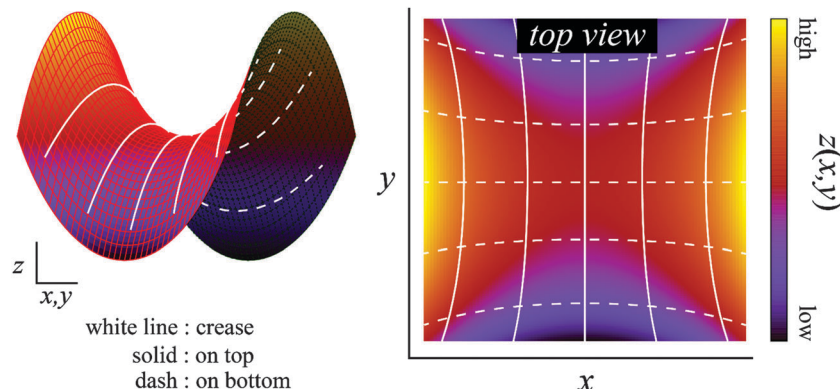 top view
high
z(x,y)
low
y
x
z
x,y
white line : crease
solid : on top
dash : on bottom